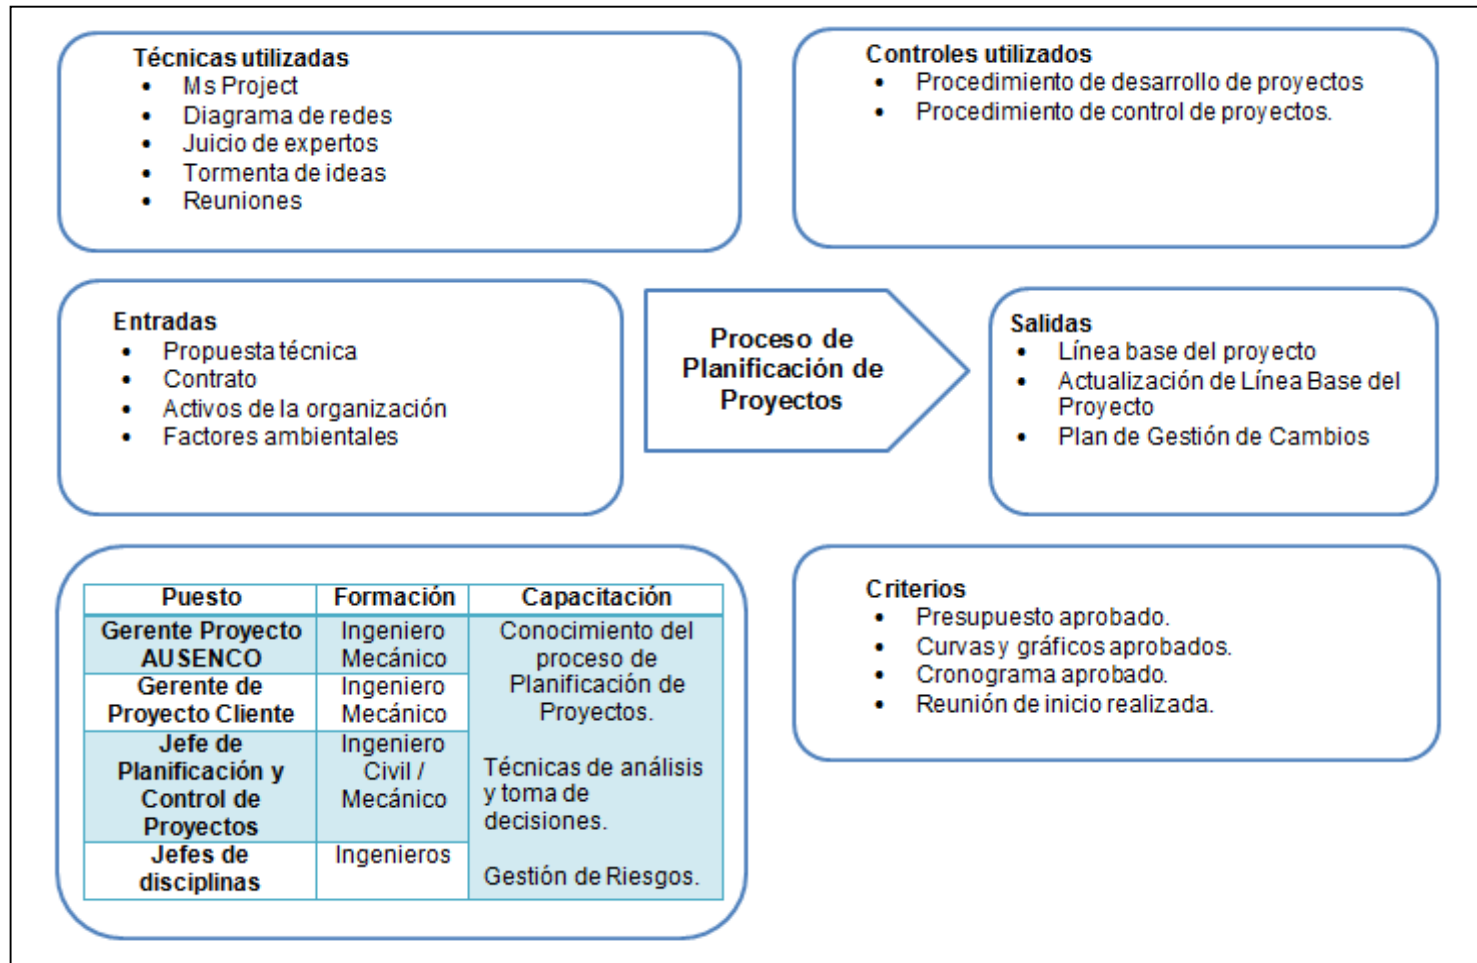 Técnicas utilizadas
• Ms Project
• Diagrama de redes
• Juicio de expertos
• Tormenta de ideas
• Reuniones
Controles utilizados
• Procedimiento de desarrollo de proyectos
• Procedimiento de control de proyectos.
Entradas
• Propuesta técnica
• Contrato
• Activos de la organización
• Factores ambientales
Proceso de
Planificación de
Proyectos
Salidas
• Línea base del proyecto
• Actualización de Línea Base del
Proyecto
• Plan de Gestión de Cambios
Puesto Formación Capacitación
Gerente Proyecto
AUSENCO
Ingeniero
Mecánico
Gerente de
Proyecto Cliente
Ingeniero
Mecánico
Jefe de
Planificación y
Control de
Proyectos
Ingeniero
Civil /
Mecánico
Jefes de
disciplinas
Ingenieros
Conocimiento del
proceso de
Planificación de
Proyectos.
Técnicas de análisis
y toma de
decisiones.
Gestión de Riesgos.
Criterios
• Presupuesto aprobado.
• Curvas y gráficos aprobados.
• Cronograma aprobado.
• Reunión de inicio realizada.